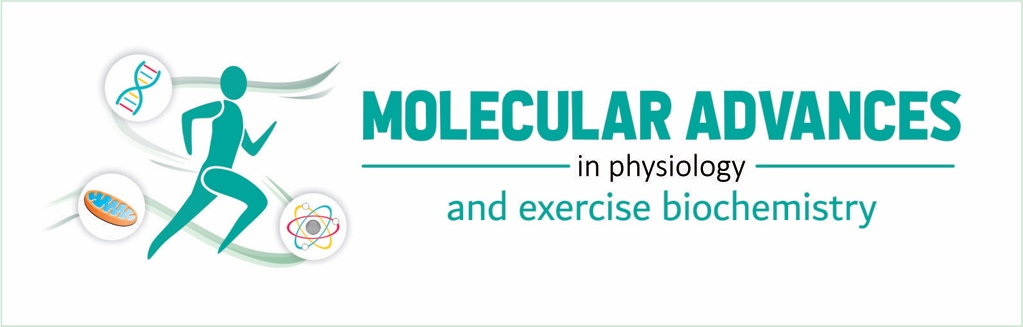 MOLECULAR ADVANCES
in physiology
and exercise biochemistry